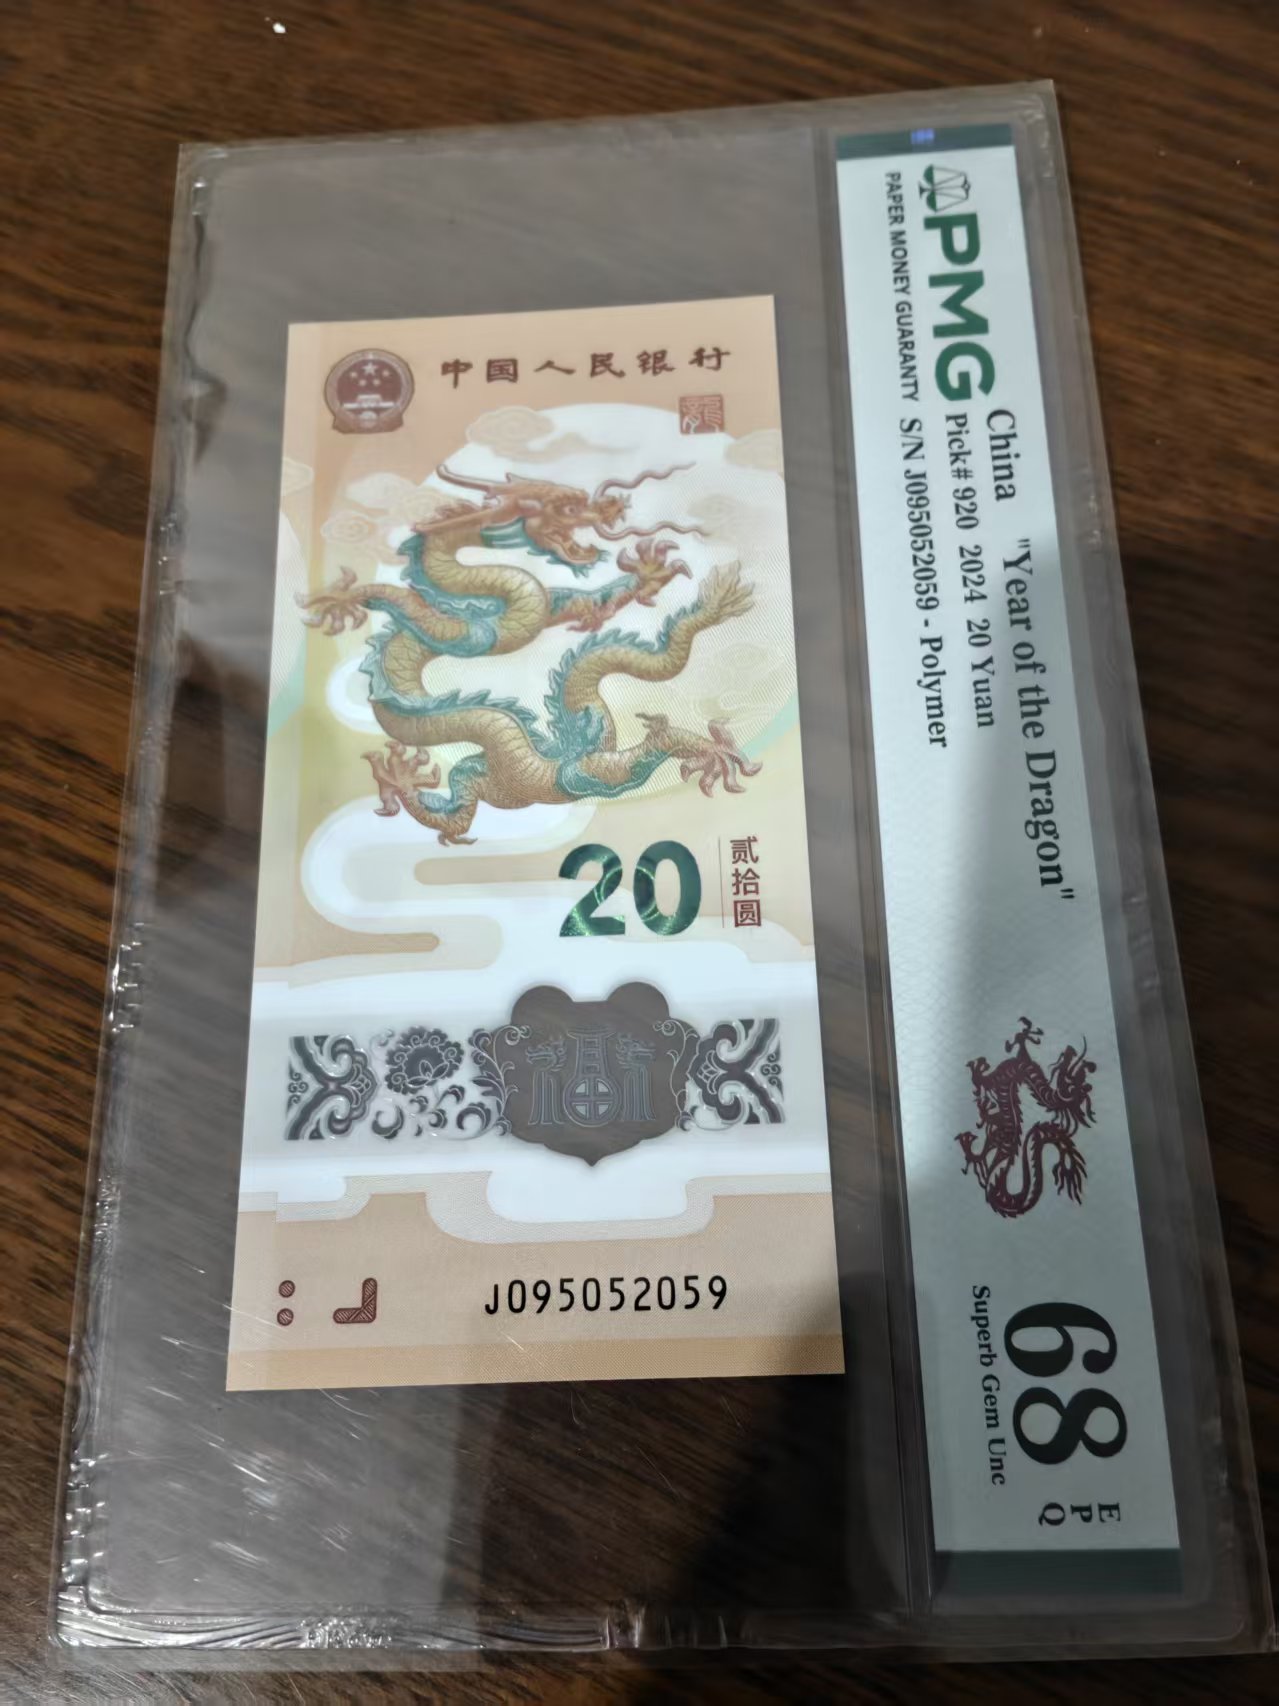 中国人民银行
龍
20
贰拾圆
J095052059
PMG
PAPER MONEY GUARANTY
China "Year of the Dragon"
Pick# 920 2024 20 Yuan
S/N J095052059 - Polymer
68
EPQ
Superb Gem Unc